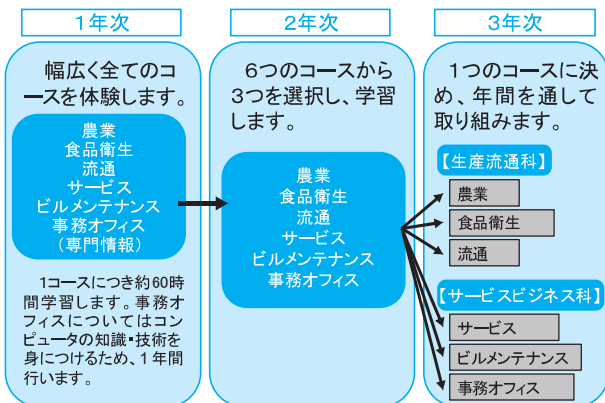 1年次
幅広く全てのコ
ースを体験します。
農業
食品衛生
流通
サービス
ビルメンテナンス
事務オフィス
(専門情報)
1コースにつき約60時
間学習します。事務オ
フィスについてはコン
ピュータの知識・技術を
身につけるため、1年間
行います。
2年次
6つのコースから
3つを選択し、学習
します。
農業
食品衛生
流通
サービス
ビルメンテナンス
事務オフィス
3年次
1つのコースに決
め、年間を通して
取り組みます。
【生産流通科】
農業
食品衛生
流通
【サービスビジネス科】
サービス
ビルメンテナンス
事務オフィス